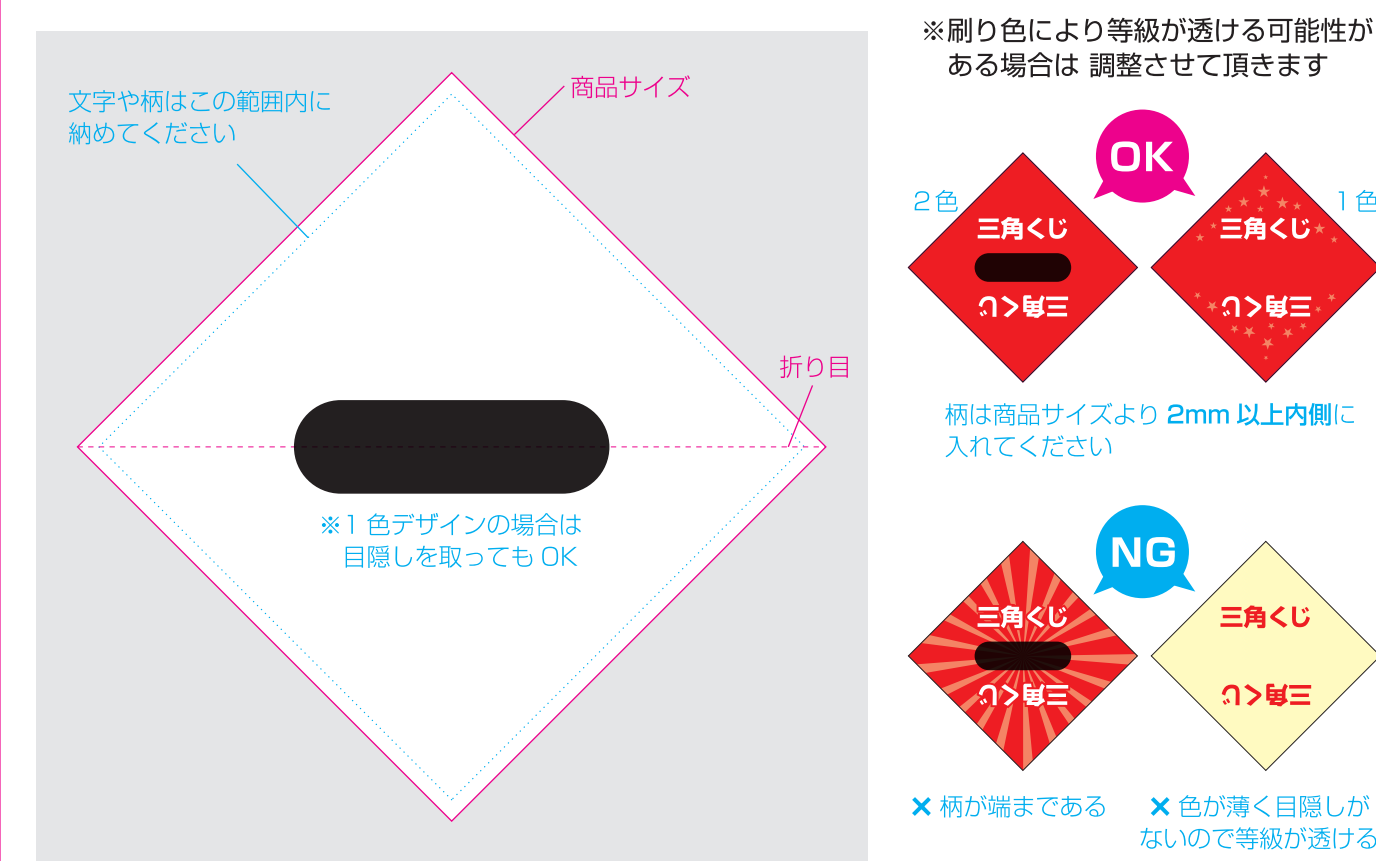 文字や柄はこの範囲内に
納めてください
商品サイズ
折り目
※1 色デザインの場合は
目隠しを取っても OK
※刷り色により等級が透ける可能性が
ある場合は 調整させて頂きます
OK
2色
三角くじ
三角くじ
1色
三角くじ
三角くじ
柄は商品サイズより 2mm 以上内側に
入れてください
NG
三角くじ
三角くじ
三角くじ
三角くじ
× 柄が端まである
× 色が薄く目隠しが
ないので等級が透ける